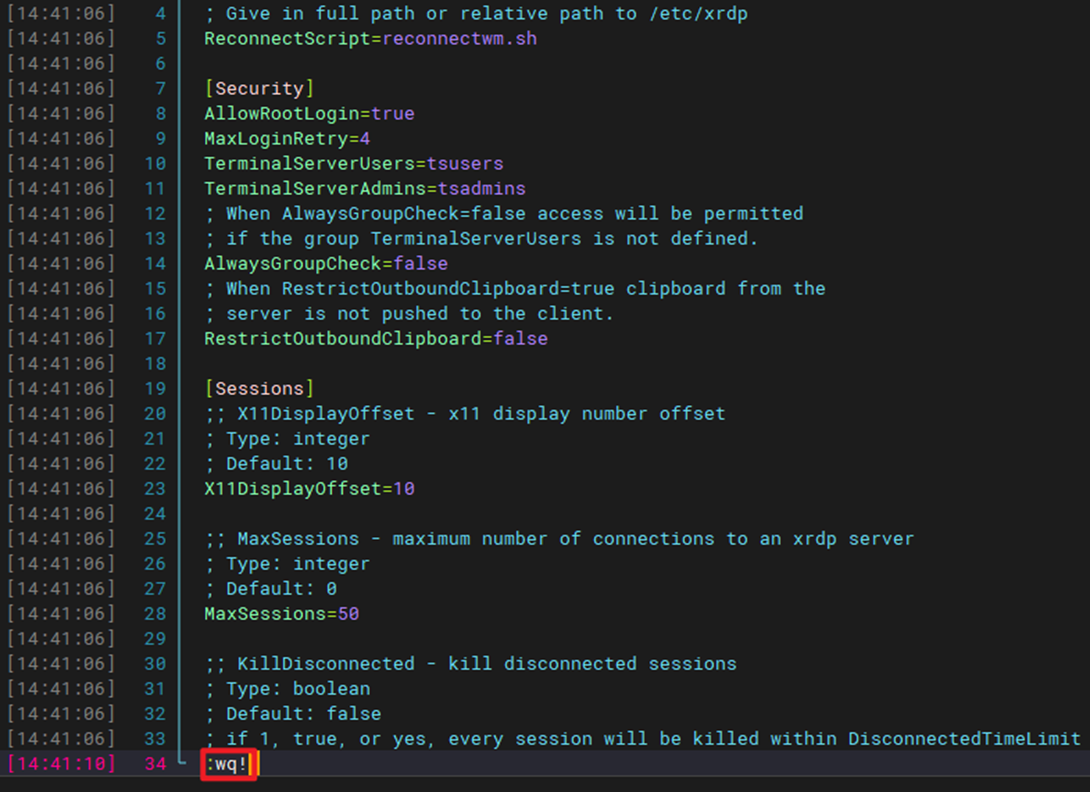 [14:41:06] 4 ; Give in full path or relative path to /etc/xrdp
[14:41:06] 5 ReconnectScript=reconnectwm.sh
[14:41:06] 6
[14:41:06] 7 [Security]
[14:41:06] 8 AllowRootLogin=true
[14:41:06] 9 MaxLoginRetry=4
[14:41:06] 10 TerminalServerUsers=tsusers
[14:41:06] 11 TerminalServerAdmins=tsadmins
[14:41:06] 12 ; When AlwaysGroupCheck=false access will be permitted
[14:41:06] 13 ; if the group TerminalServerUsers is not defined.
[14:41:06] 14 AlwaysGroupCheck=false
[14:41:06] 15 ; When RestrictOutboundClipboard=true clipboard from the
[14:41:06] 16 ; server is not pushed to the client.
[14:41:06] 17 RestrictOutboundClipboard=false
[14:41:06] 18
[14:41:06] 19 [Sessions]
[14:41:06] 20 ;; X11DisplayOffset - x11 display number offset
[14:41:06] 21 ; Type: integer
[14:41:06] 22 ; Default: 10
[14:41:06] 23 X11DisplayOffset=10
[14:41:06] 24
[14:41:06] 25 ;; MaxSessions - maximum number of connections to an xrdp server
[14:41:06] 26 ; Type: integer
[14:41:06] 27 ; Default: 0
[14:41:06] 28 MaxSessions=50
[14:41:06] 29
[14:41:06] 30 ;; KillDisconnected - kill disconnected sessions
[14:41:06] 31 ; Type: boolean
[14:41:06] 32 ; Default: false
[14:41:06] 33 ; if 1, true, or yes, every session will be killed within DisconnectedTimeLimit
[14:41:10] 34 :wq!